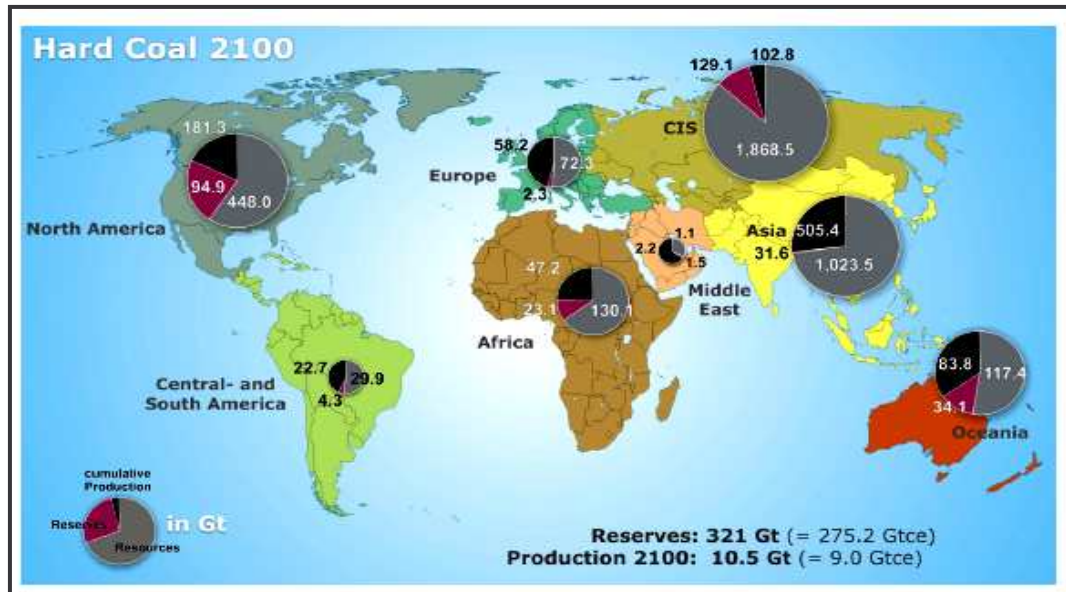 Hard Coal 2100
129.1
102.8
CIS
1,868.5
181.3
94.9
448.0
North America
58.2
72.3
2.3
Europe
Asia
505.4
31.6
1,023.5
1.1
2.2
1.5
Middle
East
47.2
23.1
130.1
Africa
22.7
29.9
4.3
Central- and
South America
83.8
117.4
34.1
Oceania
cumulative
Production
Reserves
Resources
in Gt
Reserves: 321 Gt (= 275.2 Gtce)
Production 2100: 10.5 Gt (= 9.0 Gtce)